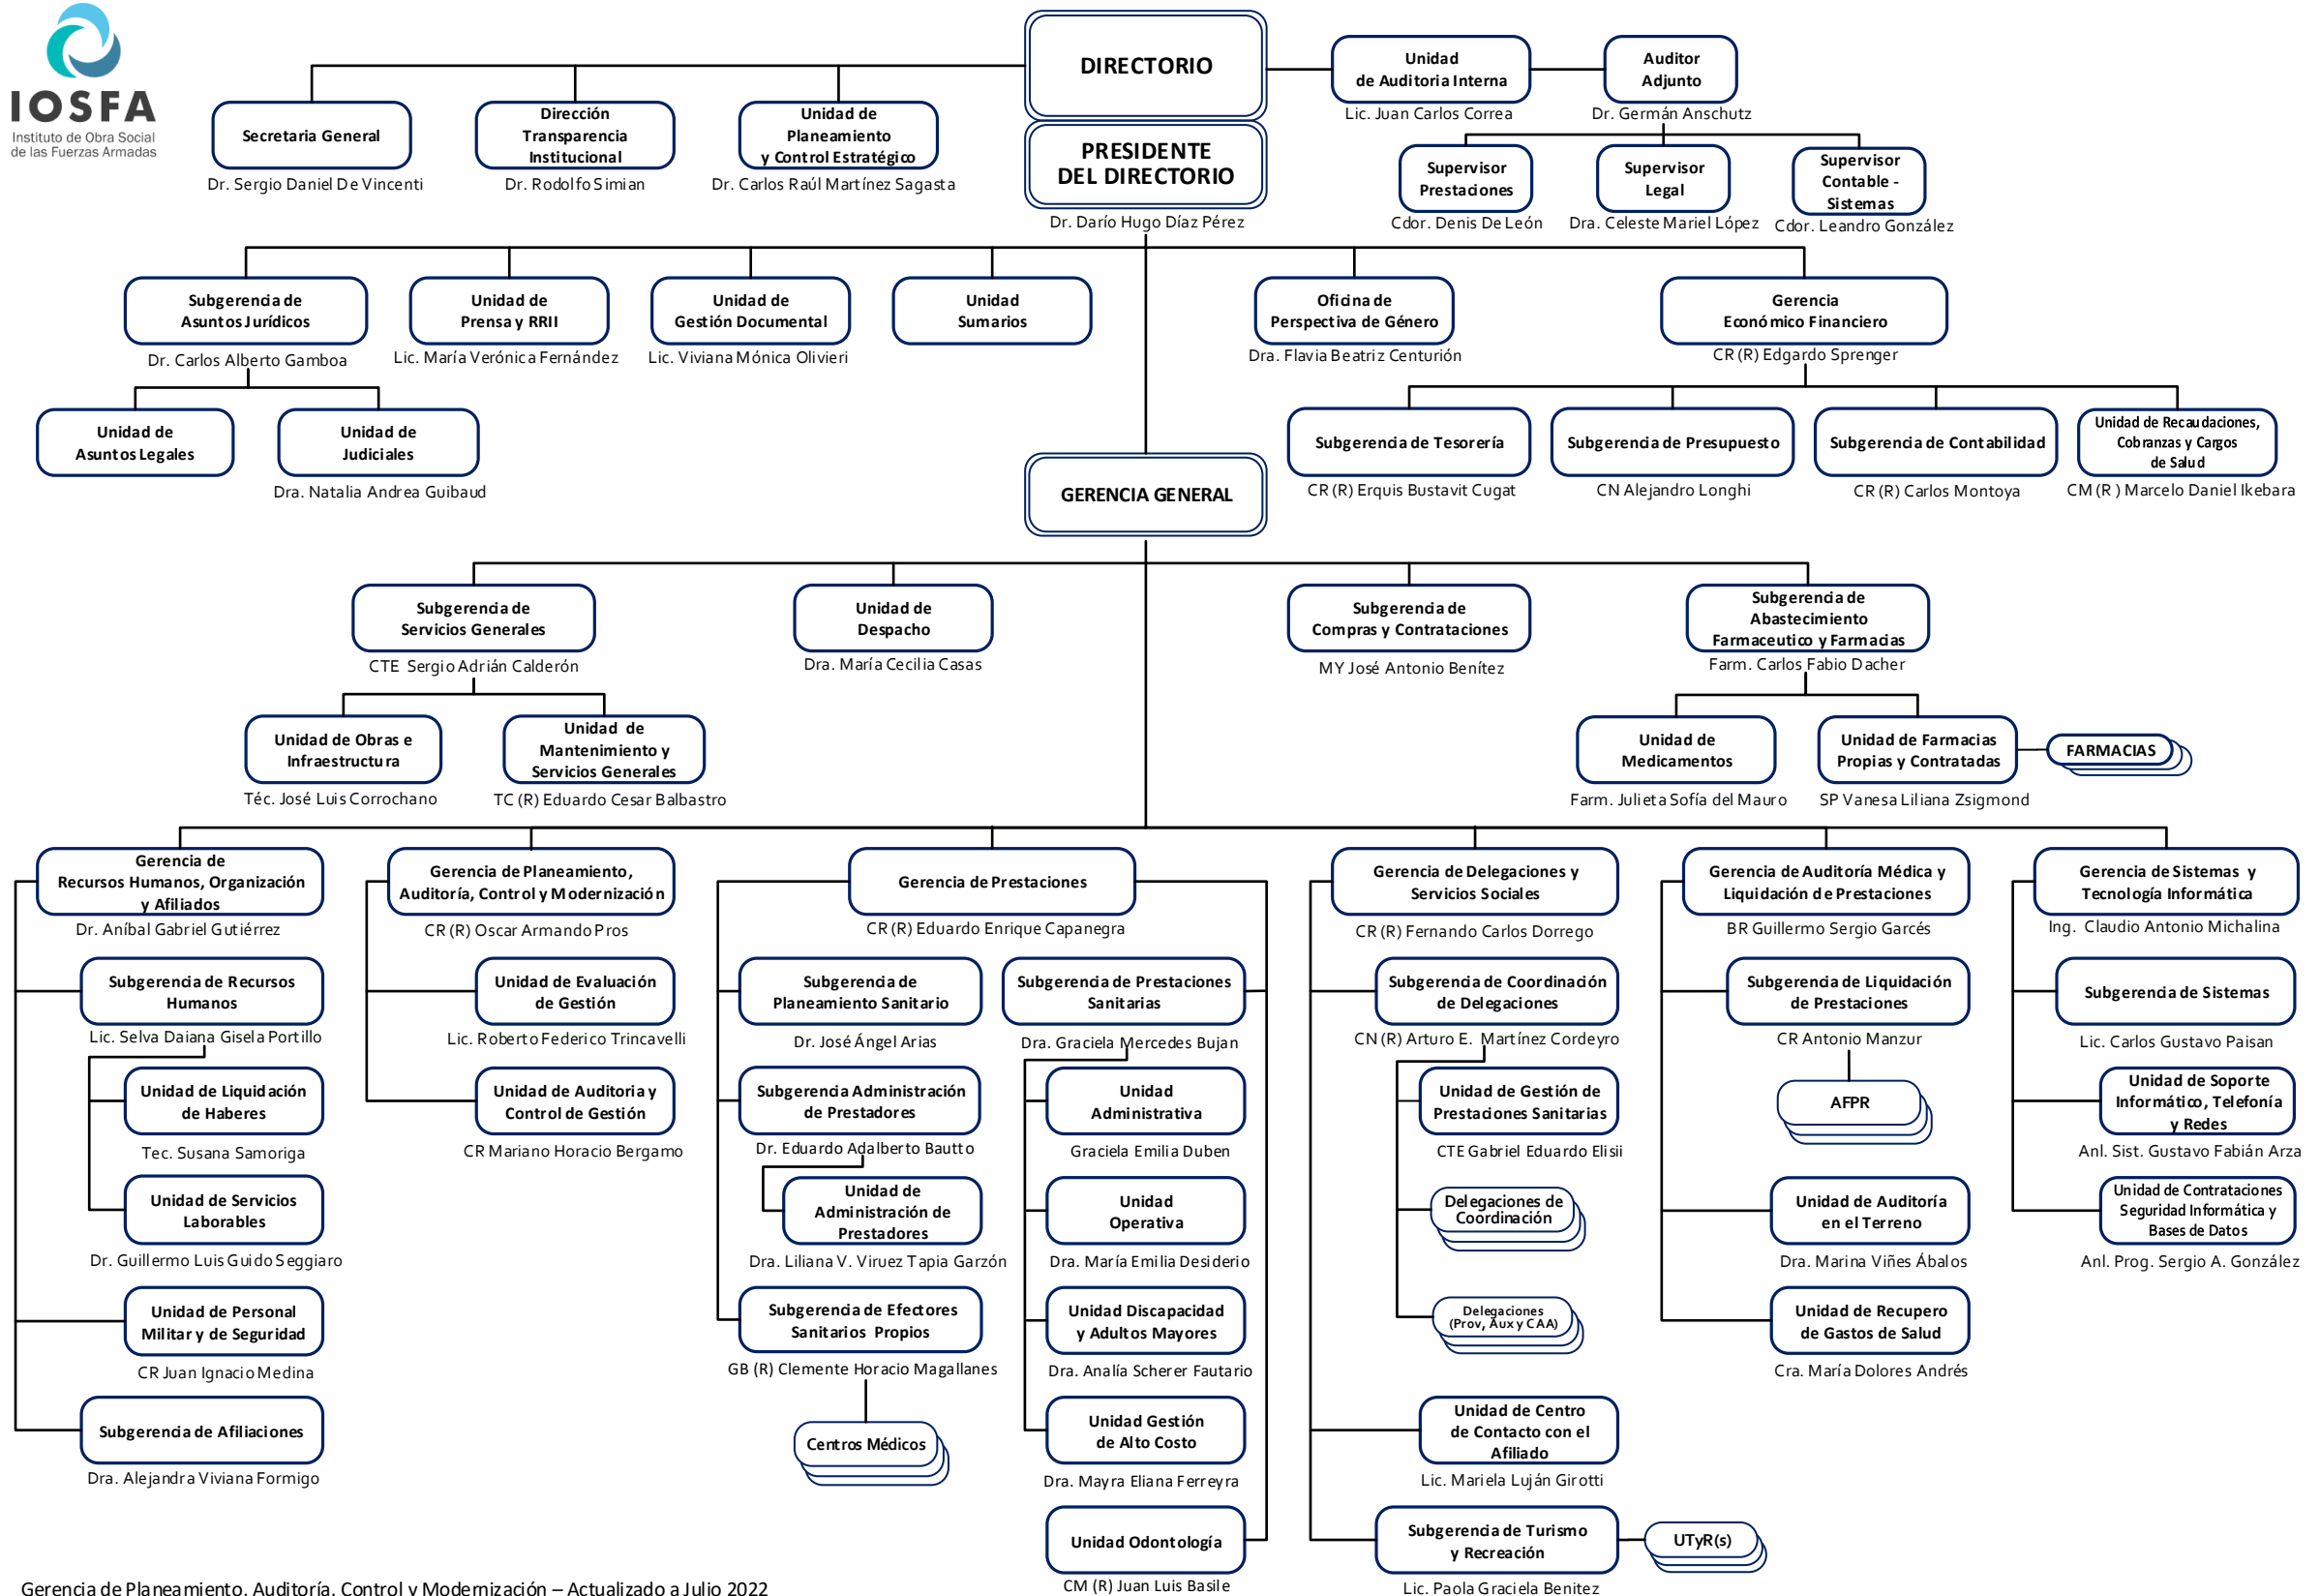 IOSFA
Instituto de Obra Social
de las Fuerzas Armadas
DIRECTORIO
Unidad
de Auditoria Interna
Lic. Juan Carlos Correa
Auditor
Adjunto
Dr. Germán Anschutz
Secretaria General
Dr. Sergio Daniel De Vincenti
Dirección
Transparencia
Institucional
Dr. Rodolfo Simian
Unidad de
Planeamiento
y Control Estratégico
Dr. Carlos Raúl Martínez Sagasta
PRESIDENTE
DEL DIRECTORIO
Dr. Darío Hugo Díaz Pérez
Supervisor
Prestaciones
Cdor. Denis De León
Supervisor
Legal
Dra. Celeste Mariel López
Supervisor
Contable -
Sistemas
Cdor. Leandro González
Subgerencia de
Asuntos Jurídicos
Dr. Carlos Alberto Gamboa
Unidad de
Prensa y RRII
Lic. María Verónica Fernández
Unidad de
Gestión Documental
Lic. Viviana Mónica Olivieri
Unidad
Sumarios
Oficina de
Perspectiva de Género
Dra. Flavia Beatriz Centurión
Gerencia
Económico Financiero
CR (R) Edgardo Sprenger
Unidad de
Asuntos Legales
Unidad de
Judiciales
Dra. Natalia Andrea Guibaud
Subgerencia de Tesorería
CR (R) Erquis Bustavit Cugat
Subgerencia de Presupuesto
CN Alejandro Longhi
Subgerencia de Contabilidad
CR (R) Carlos Montoya
Unidad de Recaudaciones,
Cobranzas y Cargos
de Salud
CM (R ) Marcelo Daniel Ikebara
GERENCIA GENERAL
Subgerencia de
Servicios Generales
CTE Sergio Adrián Calderón
Unidad de
Despacho
Dra. María Cecilia Casas
Subgerencia de
Compras y Contrataciones
MY José Antonio Benítez
Subgerencia de
Abastecimiento
Farmaceutico y Farmacias
Farm. Carlos Fabio Dacher
Unidad de Obras e
Infraestructura
Téc. José Luis Corrochano
Unidad de
Mantenimiento y
Servicios Generales
TC (R) Eduardo Cesar Balbastro
Unidad de
Medicamentos
Farm. Julieta Sofía del Mauro
Unidad de Farmacias
Propias y Contratadas
SP Vanesa Liliana Zsigmond
FARMACIAS
Gerencia de
Recursos Humanos, Organización
y Afiliados
Dr. Aníbal Gabriel Gutiérrez
Subgerencia de Recursos
Humanos
Lic. Selva Daiana Gisela Portillo
Unidad de Liquidación
de Haberes
Tec. Susana Samoriga
Unidad de Servicios
Laborables
Dr. Guillermo Luis Guido Seggiaro
Unidad de Personal
Militar y de Seguridad
CR Juan Ignacio Medina
Subgerencia de Afiliaciones
Dra. Alejandra Viviana Formigo
Gerencia de Planeamiento,
Auditoría, Control y Modernización
CR (R) Oscar Armando Pros
Unidad de Evaluación
de Gestión
Lic. Roberto Federico Trincavelli
Unidad de Auditoria y
Control de Gestión
CR Mariano Horacio Bergamo
Gerencia de Prestaciones
CR (R) Eduardo Enrique Capanegra
Subgerencia de
Planeamiento Sanitario
Dr. José Ángel Arias
Subgerencia Administración
de Prestadores
Dr. Eduardo Adalberto Bautto
Unidad de
Administración de
Prestadores
Dra. Liliana V. Viruez Tapia Garzón
Subgerencia de Efectores
Sanitarios Propios
GB (R) Clemente Horacio Magallanes
Centros Médicos
Subgerencia de Prestaciones
Sanitarias
Dra. Graciela Mercedes Bujan
Unidad
Administrativa
Graciela Emilia Duben
Unidad
Operativa
Dra. María Emilia Desiderio
Unidad Discapacidad
y Adultos Mayores
Dra. Analía Scherer Fautario
Unidad Gestión
de Alto Costo
Dra. Mayra Eliana Ferreyra
Unidad Odontología
CM (R) Juan Luis Basile
Gerencia de Delegaciones y
Servicios Sociales
CR (R) Fernando Carlos Dorrego
Subgerencia de Coordinación
de Delegaciones
CN (R) Arturo E. Martínez Cordeyro
Unidad de Gestión de
Prestaciones Sanitarias
CTE Gabriel Eduardo Elisii
Delegaciones de
Coordinación
Delegaciones
(Prov, Aux y CAA)
Unidad de Centro
de Contacto con el
Afiliado
Lic. Mariela Luján Girotti
Subgerencia de Turismo
y Recreación
Lic. Paola Graciela Benitez
UTyR(s)
Gerencia de Auditoría Médica y
Liquidación de Prestaciones
BR Guillermo Sergio Garcés
Subgerencia de Liquidación
de Prestaciones
CR Antonio Manzur
AFPR
Unidad de Auditoría
en el Terreno
Dra. Marina Viñes Ábalos
Unidad de Recupero
de Gastos de Salud
Cra. María Dolores Andrés
Gerencia de Sistemas y
Tecnología Informática
Ing. Claudio Antonio Michalina
Subgerencia de Sistemas
Lic. Carlos Gustavo Paisan
Unidad de Soporte
Informático, Telefonía
y Redes
Anl. Sist. Gustavo Fabián Arza
Unidad de Contrataciones
Seguridad Informática y
Bases de Datos
Anl. Prog. Sergio A. González
Gerencia de Planeamiento, Auditoría, Control y Modernización – Actualizado a Julio 2022